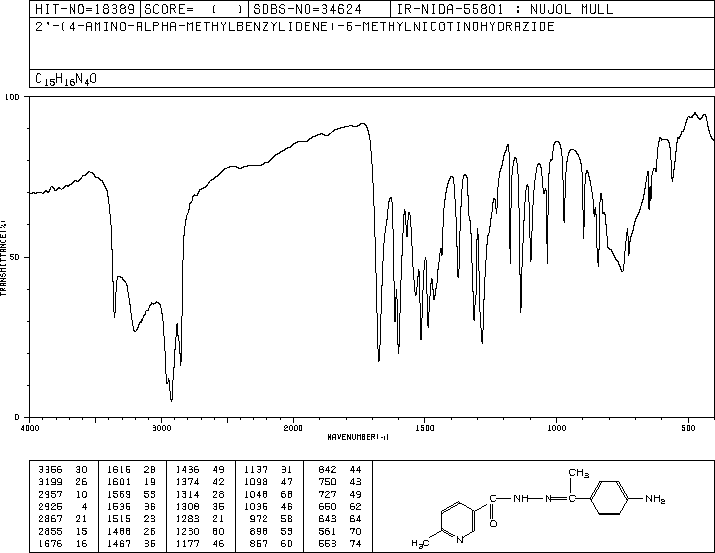 HIT-NO=18389 SCORE= ( ) SDBS-NO=34624 IR-NIDA-55801 : NUJOL MULL
2'-(4-AMINO-ALPHA-METHYLBENZYLIDENE)-6-METHYLNICOTINOHYDRAZIDE
C15H16N4O
100
50
0
TRANSMITTANCE(%)
4000 3000 2000 1500 1000 500
WAVENUMBER(-1)
3356 30 1616 28 1436 49 1137 31 842 44
3199 26 1601 19 1374 42 1098 47 750 43
2957 10 1569 55 1314 28 1048 68 727 49
2925 4 1536 36 1308 35 1036 46 650 62
2867 21 1515 23 1283 21 972 58 643 64
2855 15 1488 26 1230 60 898 53 561 70
1676 16 1467 35 1177 46 857 60 553 74
CH3
C NH N C NH2
O
H3C N